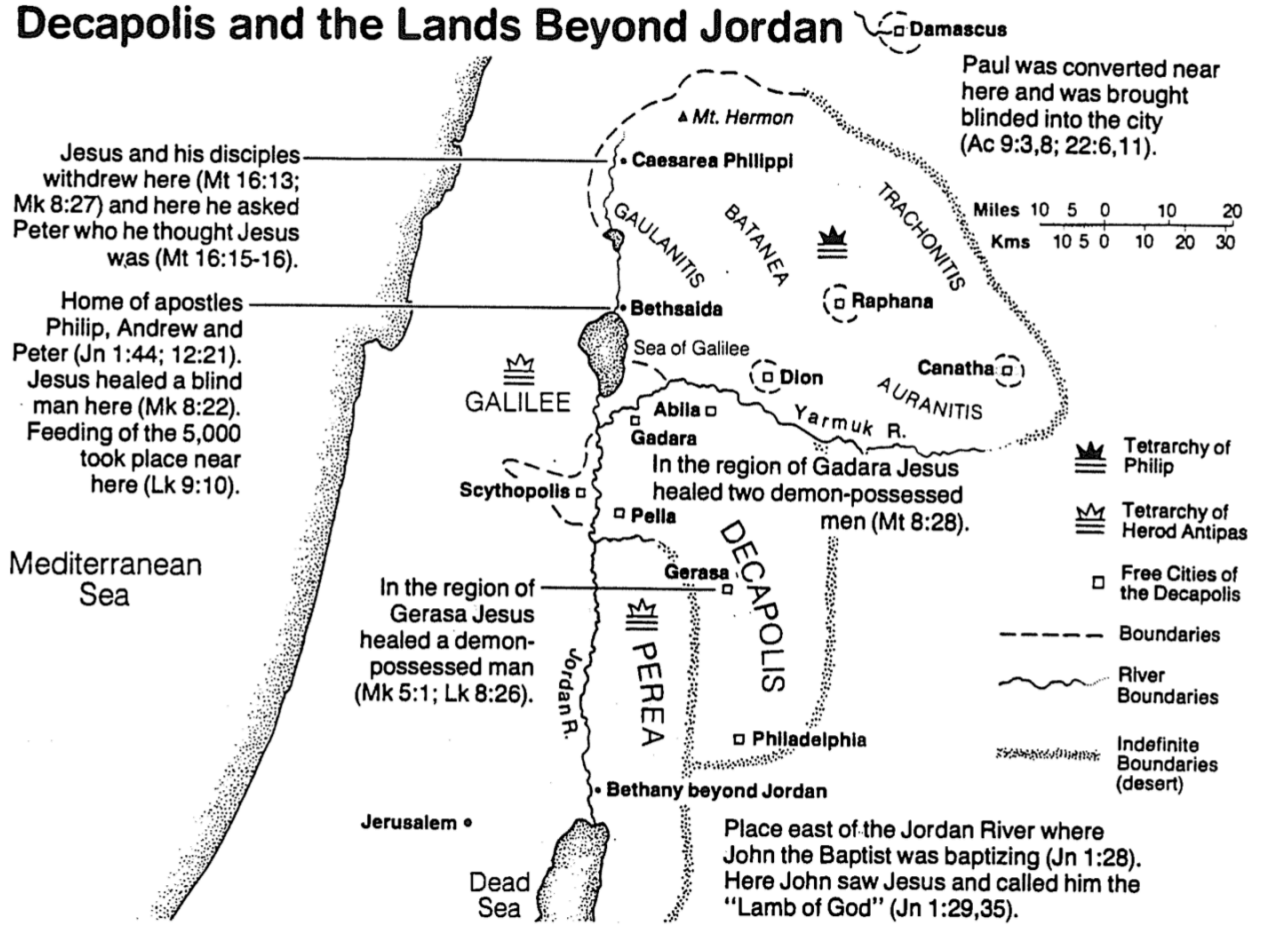 Decapolis and the Lands Beyond Jordan
Damascus
Paul was converted near
here and was brought
blinded into the city
(Ac 9:3,8; 22:6,11).
Mt. Hermon
Jesus and his disciples
withdrew here (Mt 16:13;
Mk 8:27) and here he asked
Peter who he thought Jesus
was (Mt 16:15-16).
Caesarea Philippi
GAULANITIS
BATANEA
TRACHONITIS
Miles 10 5 0 10 20
Kms 10 5 0 10 20 30
Raphana
Home of apostles
Philip, Andrew and
Peter (Jn 1:44; 12:21).
Jesus healed a blind
man here (Mk 8:22).
Feeding of the 5,000
took place near
here (Lk 9:10).
Bethsaida
Sea of Galilee
Dion
Canatha
AURANITIS
GALILEE
Abila
Yarmuk R.
Gadara
In the region of Gadara Jesus
healed two demon-possessed
men (Mt 8:28).
Scythopolis
Pella
Tetrarchy of
Philip
Tetrarchy of
Herod Antipas
Free Cities of
the Decapolis
Boundaries
River
Boundaries
Indefinite
Boundaries
(desert)
Mediterranean
Sea
DECAPOLIS
Gerasa
In the region of
Gerasa Jesus
healed a demon-
possessed man
(Mk 5:1; Lk 8:26).
Jordan R.
PEREA
Philadelphia
Bethany beyond Jordan
Jerusalem
Place east of the Jordan River where
John the Baptist was baptizing (Jn 1:28).
Here John saw Jesus and called him the
"Lamb of God" (Jn 1:29,35).
Dead
Sea